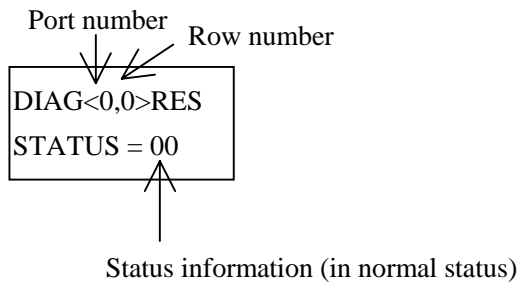 Port number
Row number
DIAG<0,0>RES
STATUS = 00
Status information (in normal status)